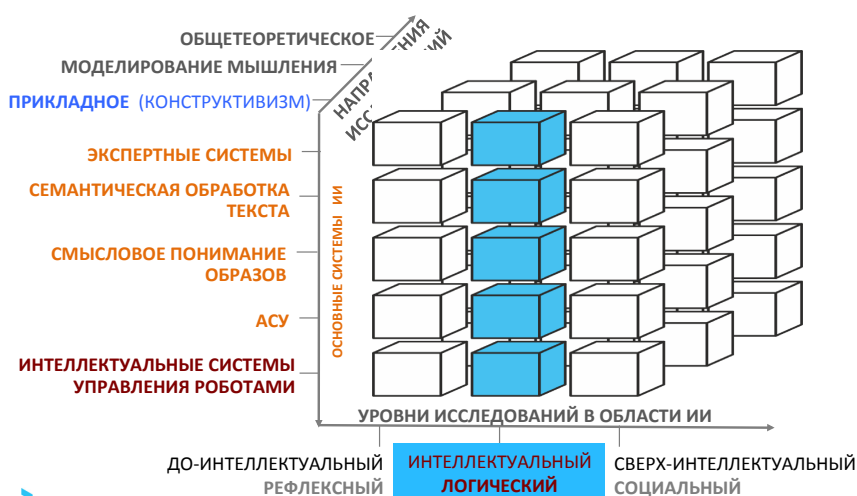 ОБЩЕТЕОРЕТИЧЕСКОЕ
МОДЕЛИРОВАНИЕ МЫШЛЕНИЯ
ПРИКЛАДНОЕ (КОНСТРУКТИВИЗМ)
ЭКСПЕРТНЫЕ СИСТЕМЫ
СЕМАНТИЧЕСКАЯ ОБРАБОТКА
ТЕКСТА
СМЫСЛОВОЕ ПОНИМАНИЕ
ОБРАЗОВ
АСУ
ИНТЕЛЛЕКТУАЛЬНЫЕ СИСТЕМЫ
УПРАВЛЕНИЯ РОБОТАМИ
ОСНОВНЫЕ СИСТЕМЫ ИИ
УРОВНИ ИССЛЕДОВАНИЙ В ОБЛАСТИ ИИ
ДО-ИНТЕЛЛЕКТУАЛЬНЫЙ
РЕФЛЕКСНЫЙ
ИНТЕЛЛЕКТУАЛЬНЫЙ
ЛОГИЧЕСКИЙ
СВЕРХ-ИНТЕЛЛЕКТУАЛЬНЫЙ
СОЦИАЛЬНЫЙ